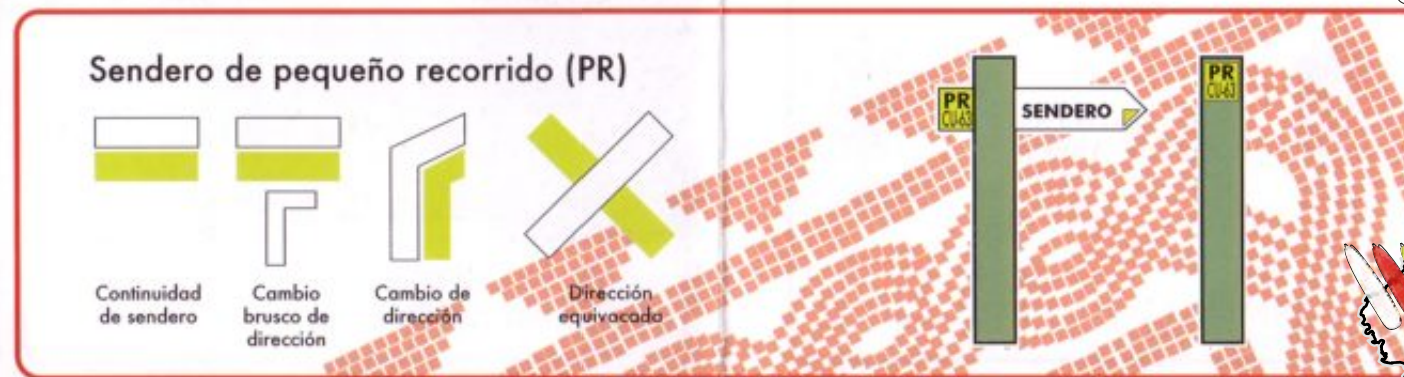 Sendero de pequeño recorrido (PR)
Continuidad
de sendero
Cambio
brusco de
dirección
Cambio de
dirección
Dirección
equivacada
PR
CU-63
SENDERO
PR
CU-63